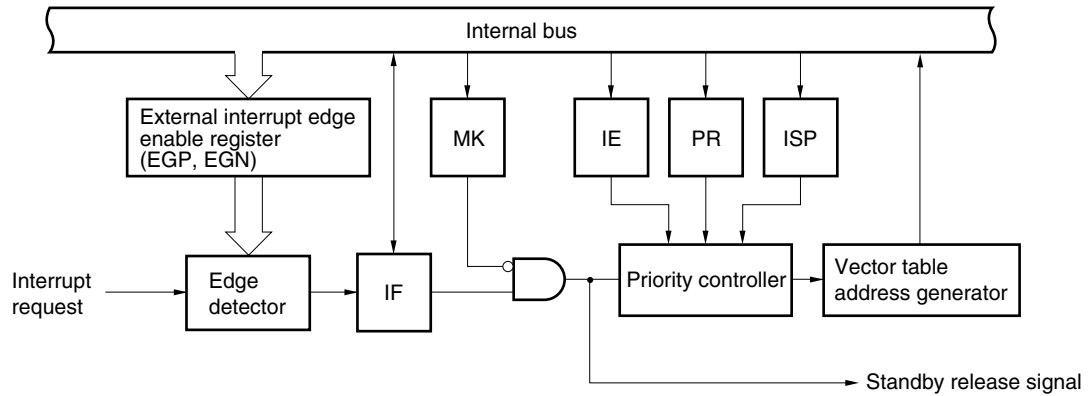 Internal bus
External interrupt edge
enable register
(EGP, EGN)
MK
IE
PR
ISP
Interrupt
request
Edge
detector
IF
Priority controller
Vector table
address generator
Standby release signal